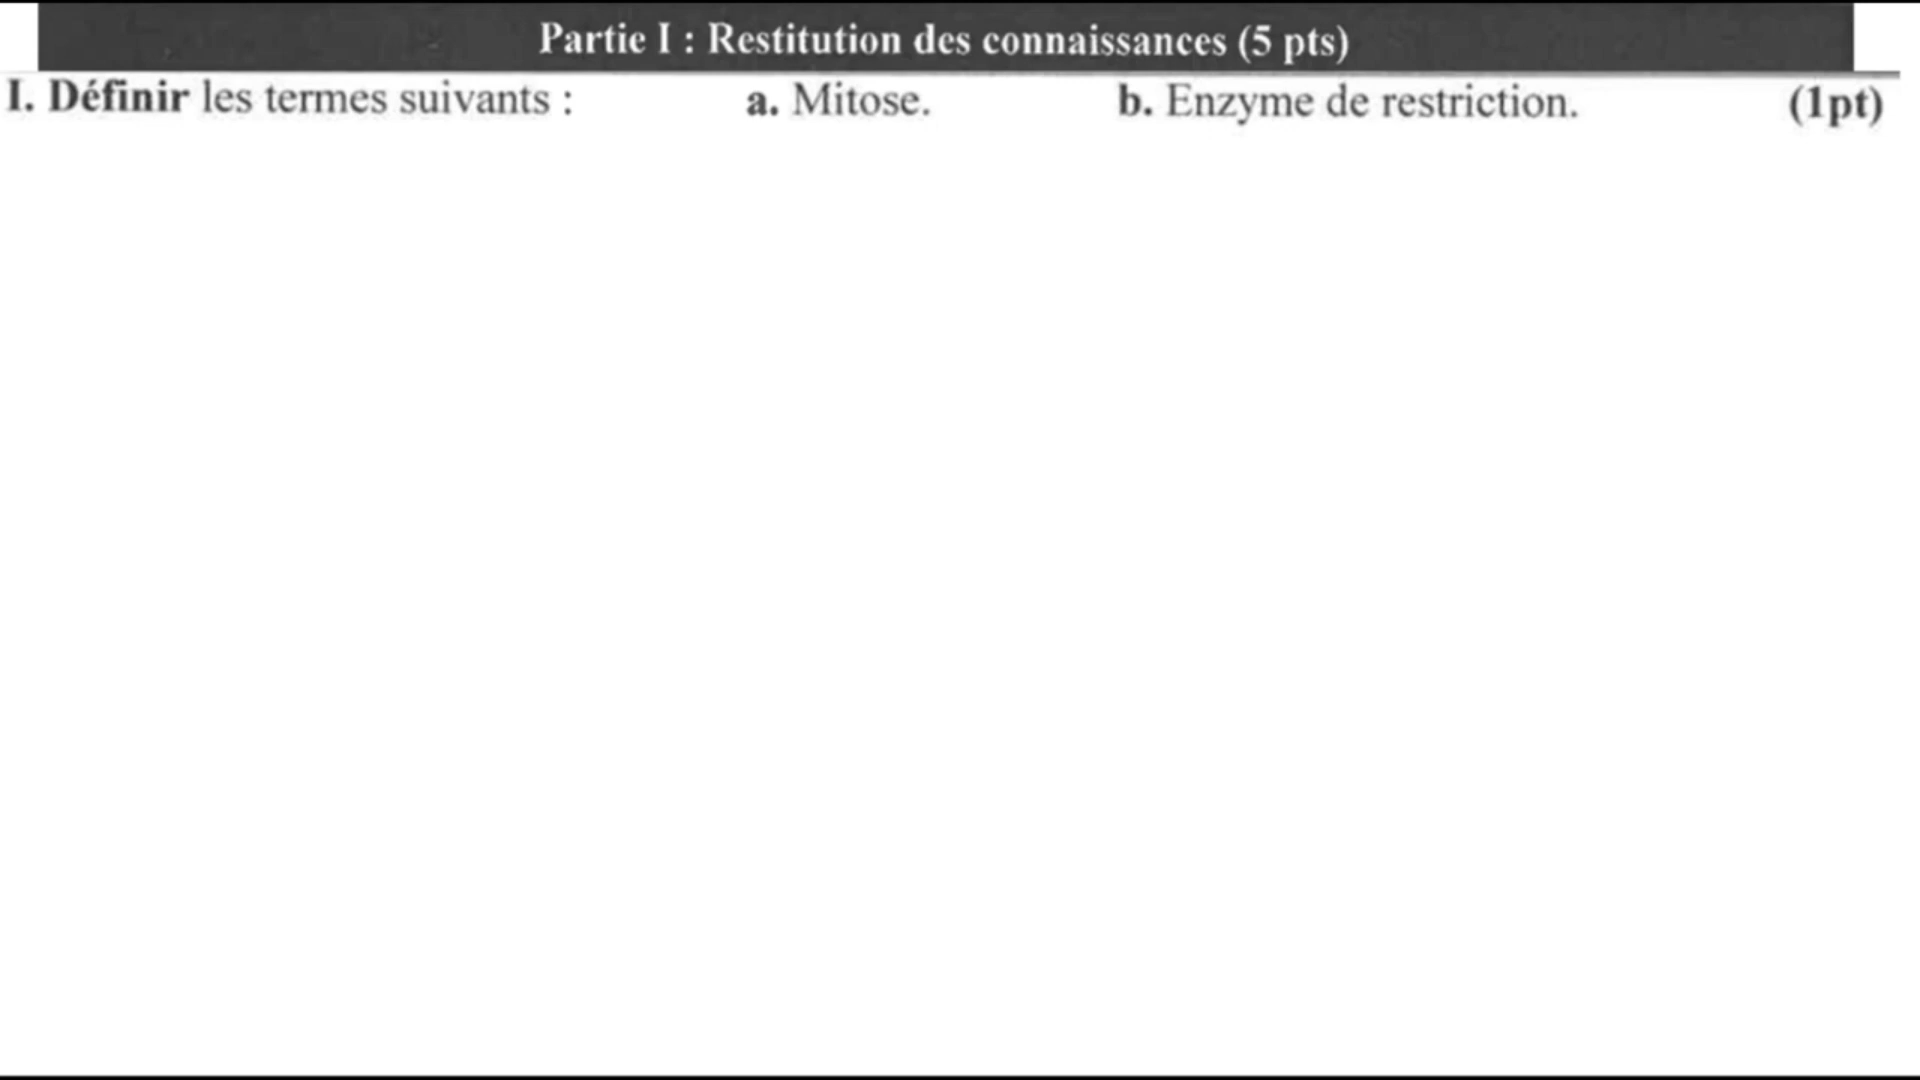 Partie I : Restitution des connaissances (5 pts)
I. Définir les termes suivants : a. Mitose. b. Enzyme de restriction. (1pt)